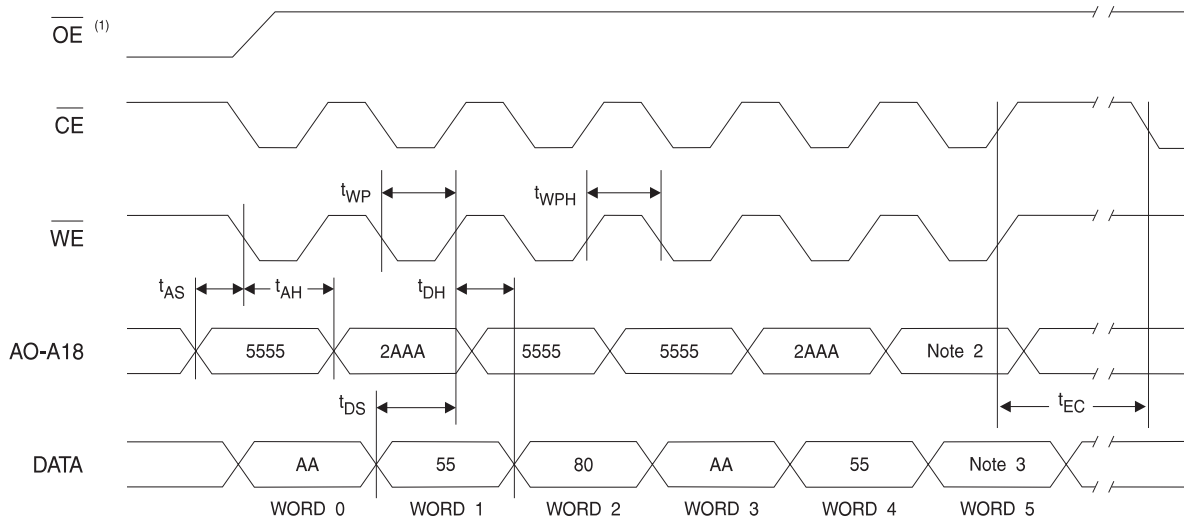 OE (1)
CE
tWP tWPH
WE
tAS tAH tDH
AO-A18 5555 2AAA 5555 5555 2AAA Note 2
tDS tEC
DATA AA 55 80 AA 55 Note 3
WORD 0 WORD 1 WORD 2 WORD 3 WORD 4 WORD 5